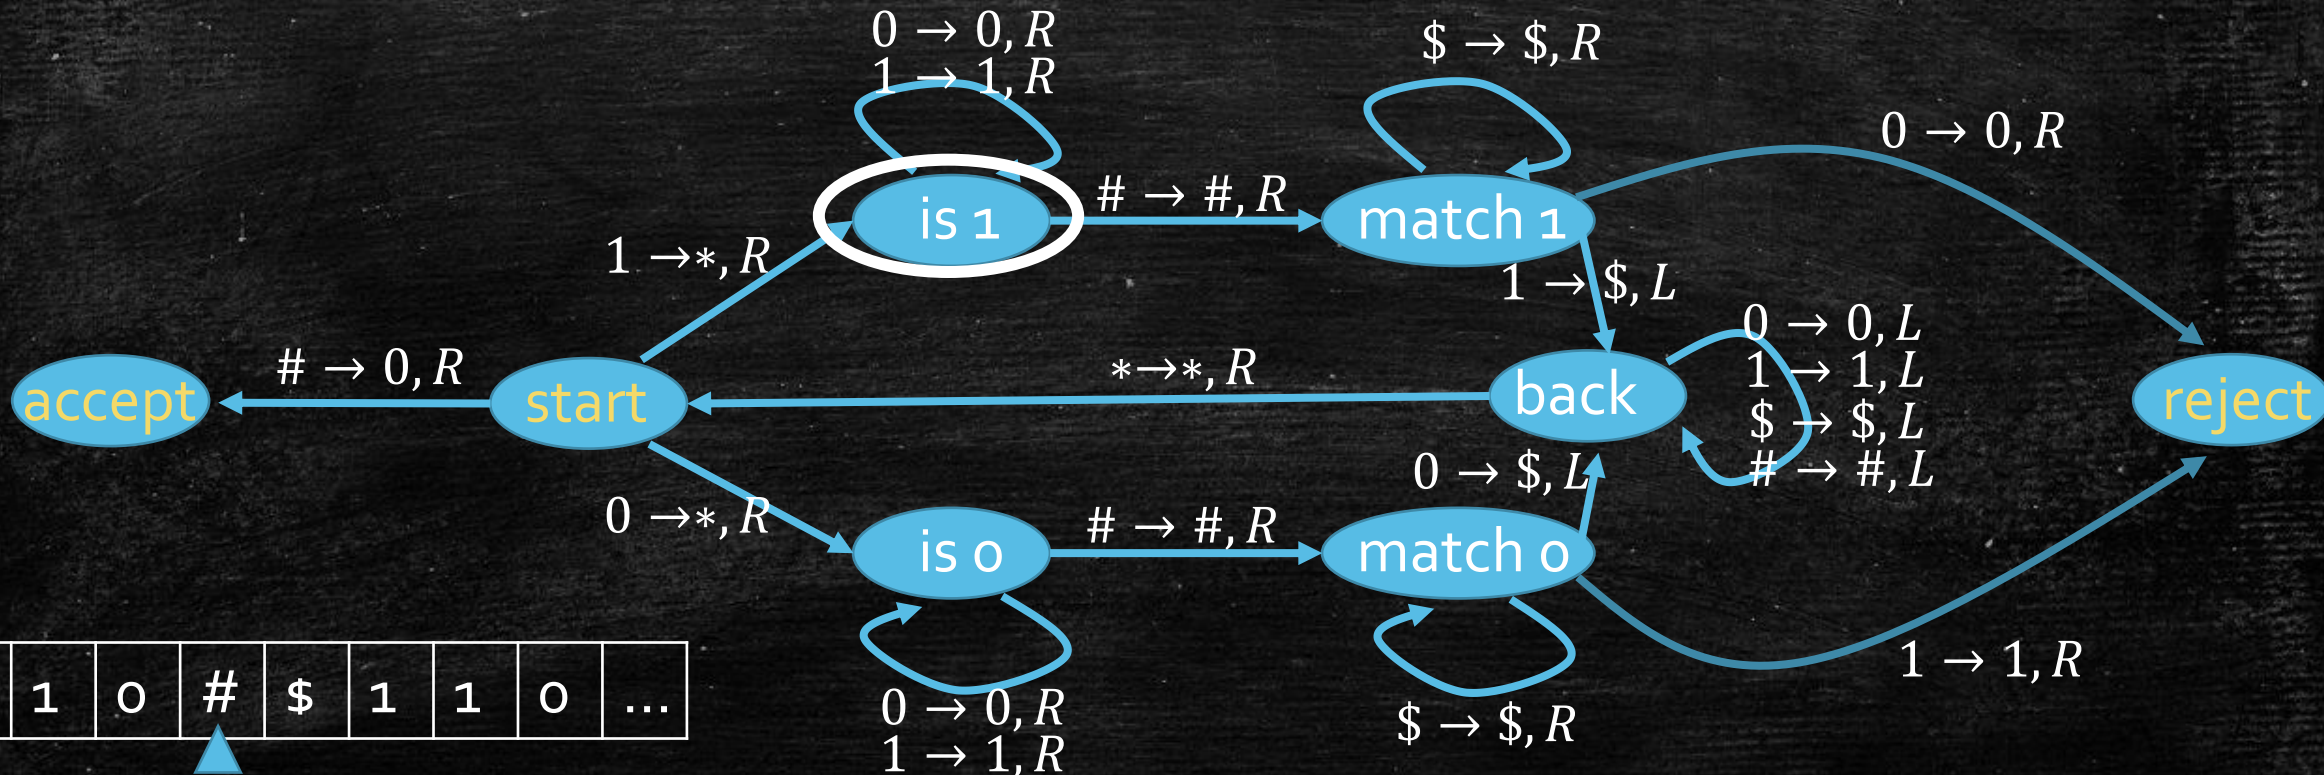 0 → 0, R
1 → 1, R
$ → $, R
0 → 0, R
is 1
# → #, R
match 1
1 →*, R
1 → $, L
0 → 0, L
1 → 1, L
$ → $, L
# → #, L
accept
# → 0, R
start
*→*, R
back
reject
0 → $, L
0 →*, R
is 0
# → #, R
match 0
1 → 1, R
0 → 0, R
1 → 1, R
$ → $, R
1 0 # $ 1 1 0 ...